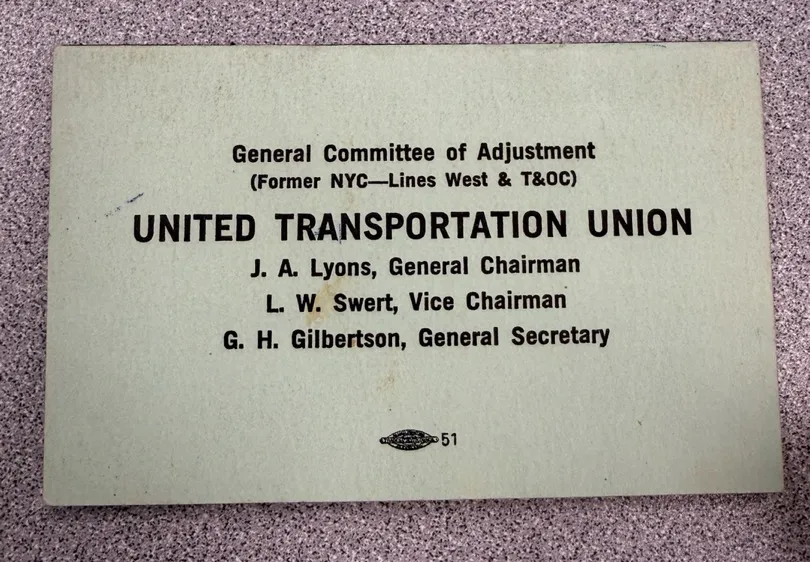 General Committee of Adjustment
(Former NYC—Lines West & T&OC)
UNITED TRANSPORTATION UNION
J. A. Lyons, General Chairman
L. W. Swert, Vice Chairman
G. H. Gilbertson, General Secretary
51